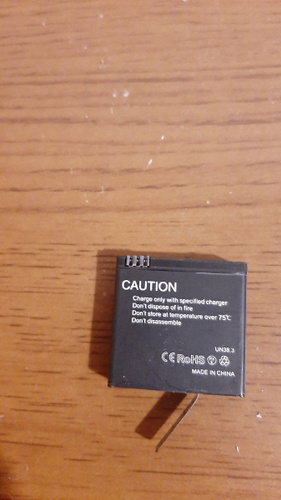 CAUTION
Charge only with specified charger
Don't dispose of in fire
Don't store at temperature over 75℃
Don't disassemble
UN38.3
CE RoHS
MADE IN CHINA